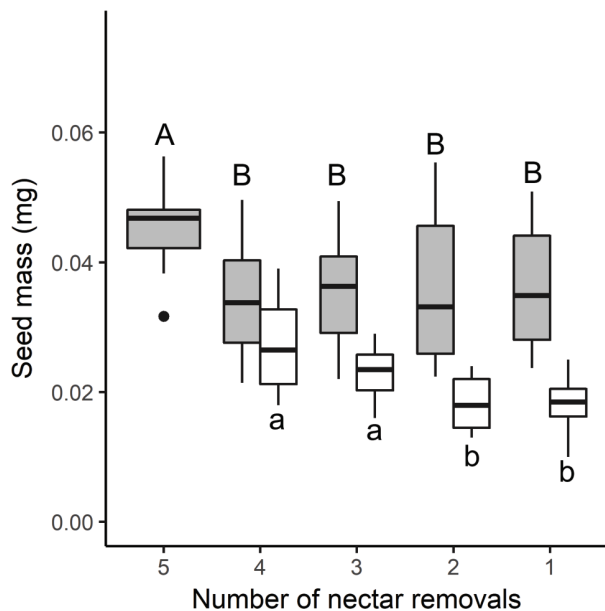 A
B
B
B
B
a
a
b
b
0.06
0.04
0.02
0.00
Seed mass (mg)
5 4 3 2 1
Number of nectar removals